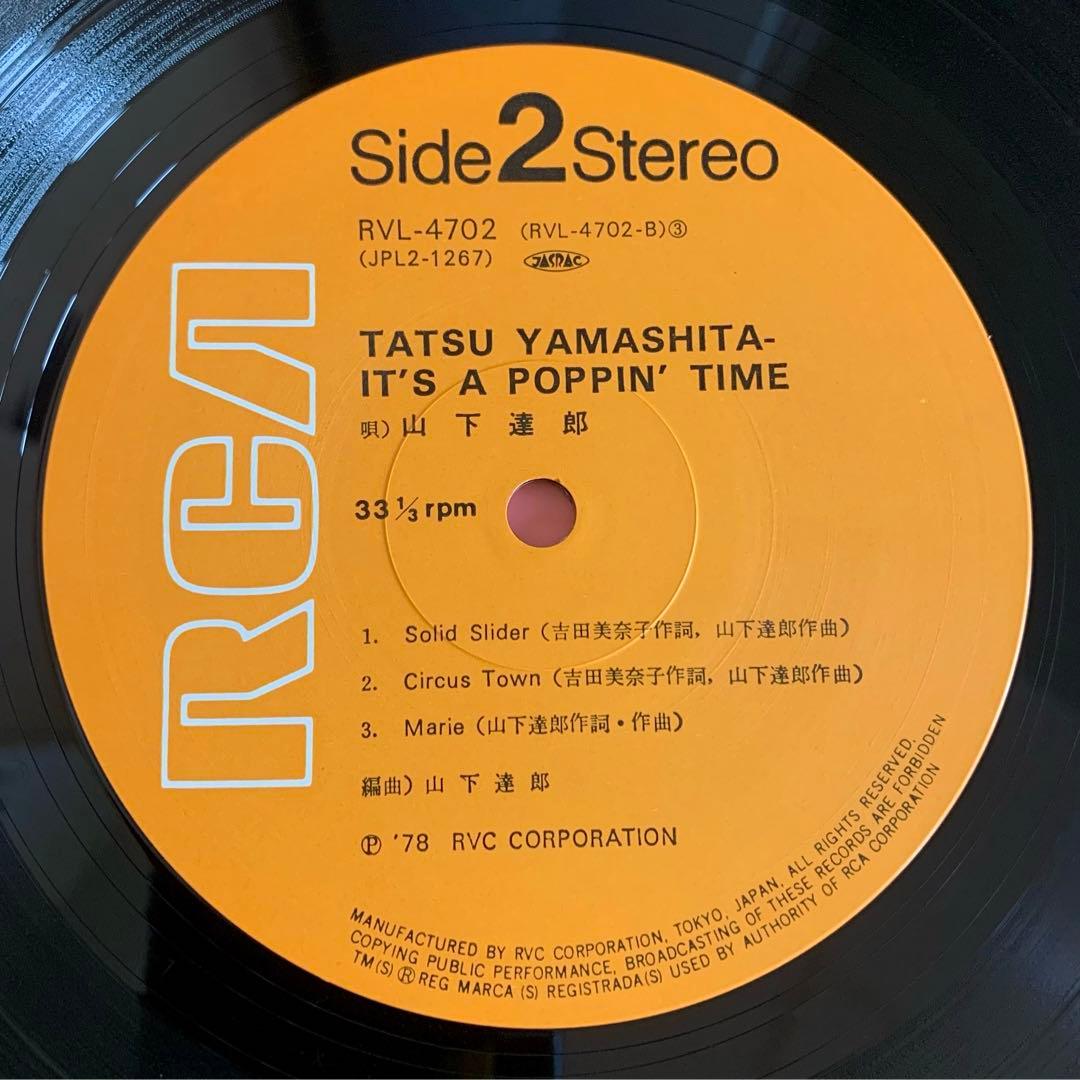 Side 2 Stereo
RVL-4702 (RVL-4702-B)③
(JPL2-1267) JASRAC
RCA
TATSU YAMASHITA-
IT'S A POPPIN' TIME
唄) 山下達郎
33 1/3 rpm
1. Solid Slider (吉田美奈子作詞, 山下達郎作曲)
2. Circus Town (吉田美奈子作詞, 山下達郎作曲)
3. Marie (山下達郎作詞・作曲)
編曲) 山下達郎
Ⓟ '78 RVC CORPORATION
MANUFACTURED BY RVC CORPORATION, TOKYO, JAPAN, ALL RIGHTS RESERVED.
COPYING PUBLIC PERFORMANCE, BROADCASTING OF THESE RECORDS ARE FORBIDDEN
TM(S) ® REG MARCA (S) REGISTRADA(S) USED BY AUTHORITY OF RCA CORPORATION